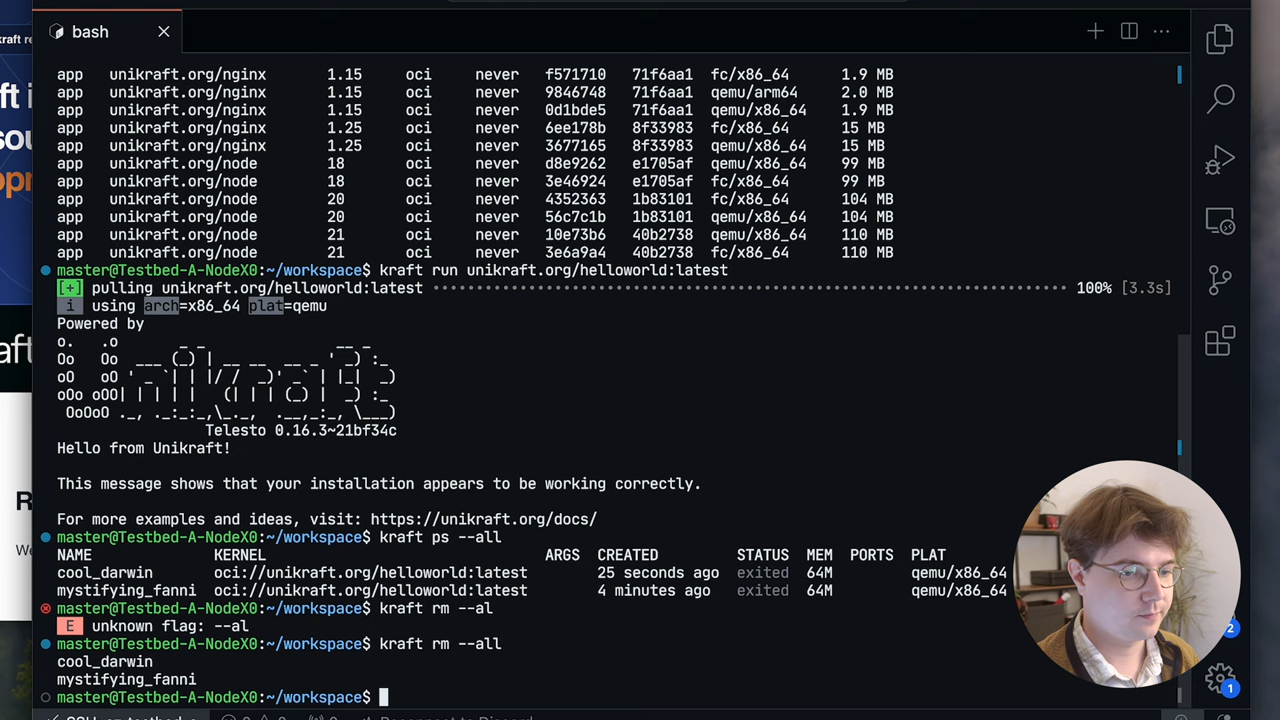 bash
kraft re
app unikraft.org/nginx 1.15 oci never f571710 71f6aa1 fc/x86_64 1.9 MB
app unikraft.org/nginx 1.15 oci never 9846748 71f6aa1 qemu/arm64 2.0 MB
app unikraft.org/nginx 1.15 oci never 0d1bde5 71f6aa1 qemu/x86_64 1.9 MB
app unikraft.org/nginx 1.25 oci never 6ee178b 8f33983 fc/x86_64 15 MB
app unikraft.org/nginx 1.25 oci never 3677165 8f33983 qemu/x86_64 15 MB
app unikraft.org/node 18 oci never d8e9262 e1705af qemu/x86_64 99 MB
app unikraft.org/node 18 oci never 3e46924 e1705af fc/x86_64 99 MB
app unikraft.org/node 20 oci never 4352363 1b83101 fc/x86_64 104 MB
app unikraft.org/node 20 oci never 56c7c1b 1b83101 qemu/x86_64 104 MB
app unikraft.org/node 21 oci never 10e73b6 40b2738 qemu/x86_64 110 MB
app unikraft.org/node 21 oci never 3e6a9a4 40b2738 fc/x86_64 110 MB
master@Testbed-A-NodeX0:~/workspace$ kraft run unikraft.org/helloworld:latest
[+] pulling unikraft.org/helloworld:latest 100% [3.3s]
i using arch=x86_64 plat=qemu
Powered by
Unikraft
Telesto 0.16.3~21bf34c
Hello from Unikraft!
This message shows that your installation appears to be working correctly.
For more examples and ideas, visit: https://unikraft.org/docs/
master@Testbed-A-NodeX0:~/workspace$ kraft ps --all
NAME KERNEL ARGS CREATED STATUS MEM PORTS PLAT
cool_darwin oci://unikraft.org/helloworld:latest 25 seconds ago exited 64M qemu/x86_64
mystifying_fanni oci://unikraft.org/helloworld:latest 4 minutes ago exited 64M qemu/x86_64
master@Testbed-A-NodeX0:~/workspace$ kraft rm --al
E unknown flag: --al
master@Testbed-A-NodeX0:~/workspace$ kraft rm --all
cool_darwin
mystifying_fanni
master@Testbed-A-NodeX0:~/workspace$
2
1